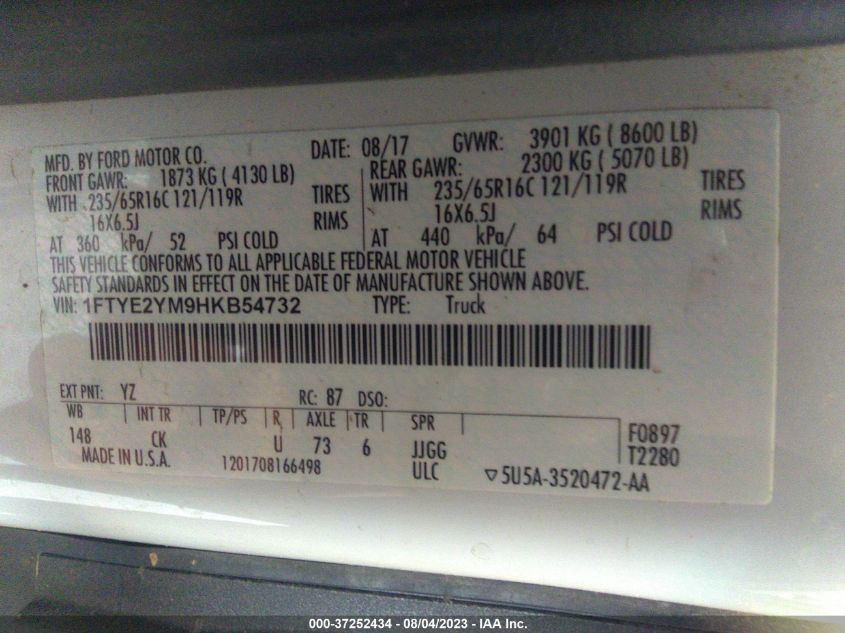 MFD. BY FORD MOTOR CO. DATE: 08/17 GVWR: 3901 KG ( 8600 LB)
FRONT GAWR: 1873 KG ( 4130 LB) REAR GAWR: 2300 KG ( 5070 LB)
WITH 235/65R16C 121/119R TIRES WITH 235/65R16C 121/119R TIRES
16X6.5J RIMS 16X6.5J RIMS
AT 360 kPa/ 52 PSI COLD AT 440 kPa/ 64 PSI COLD
THIS VEHICLE CONFORMS TO ALL APPLICABLE FEDERAL MOTOR VEHICLE
SAFETY STANDARDS IN EFFECT ON THE DATE OF MANUFACTURE SHOWN ABOVE.
VIN: 1FTYE2YM9HKB54732 TYPE: Truck
EXT PNT: YZ RC: 87 DSO:
WB INT TR TP/PS R AXLE TR SPR
148 CK U 73 6 JJGG F0897
MADE IN U.S.A. 1201708166498 ULC T2280
▽5U5A-3520472-AA
000-37252434 - 08/04/2023 - IAA Inc.